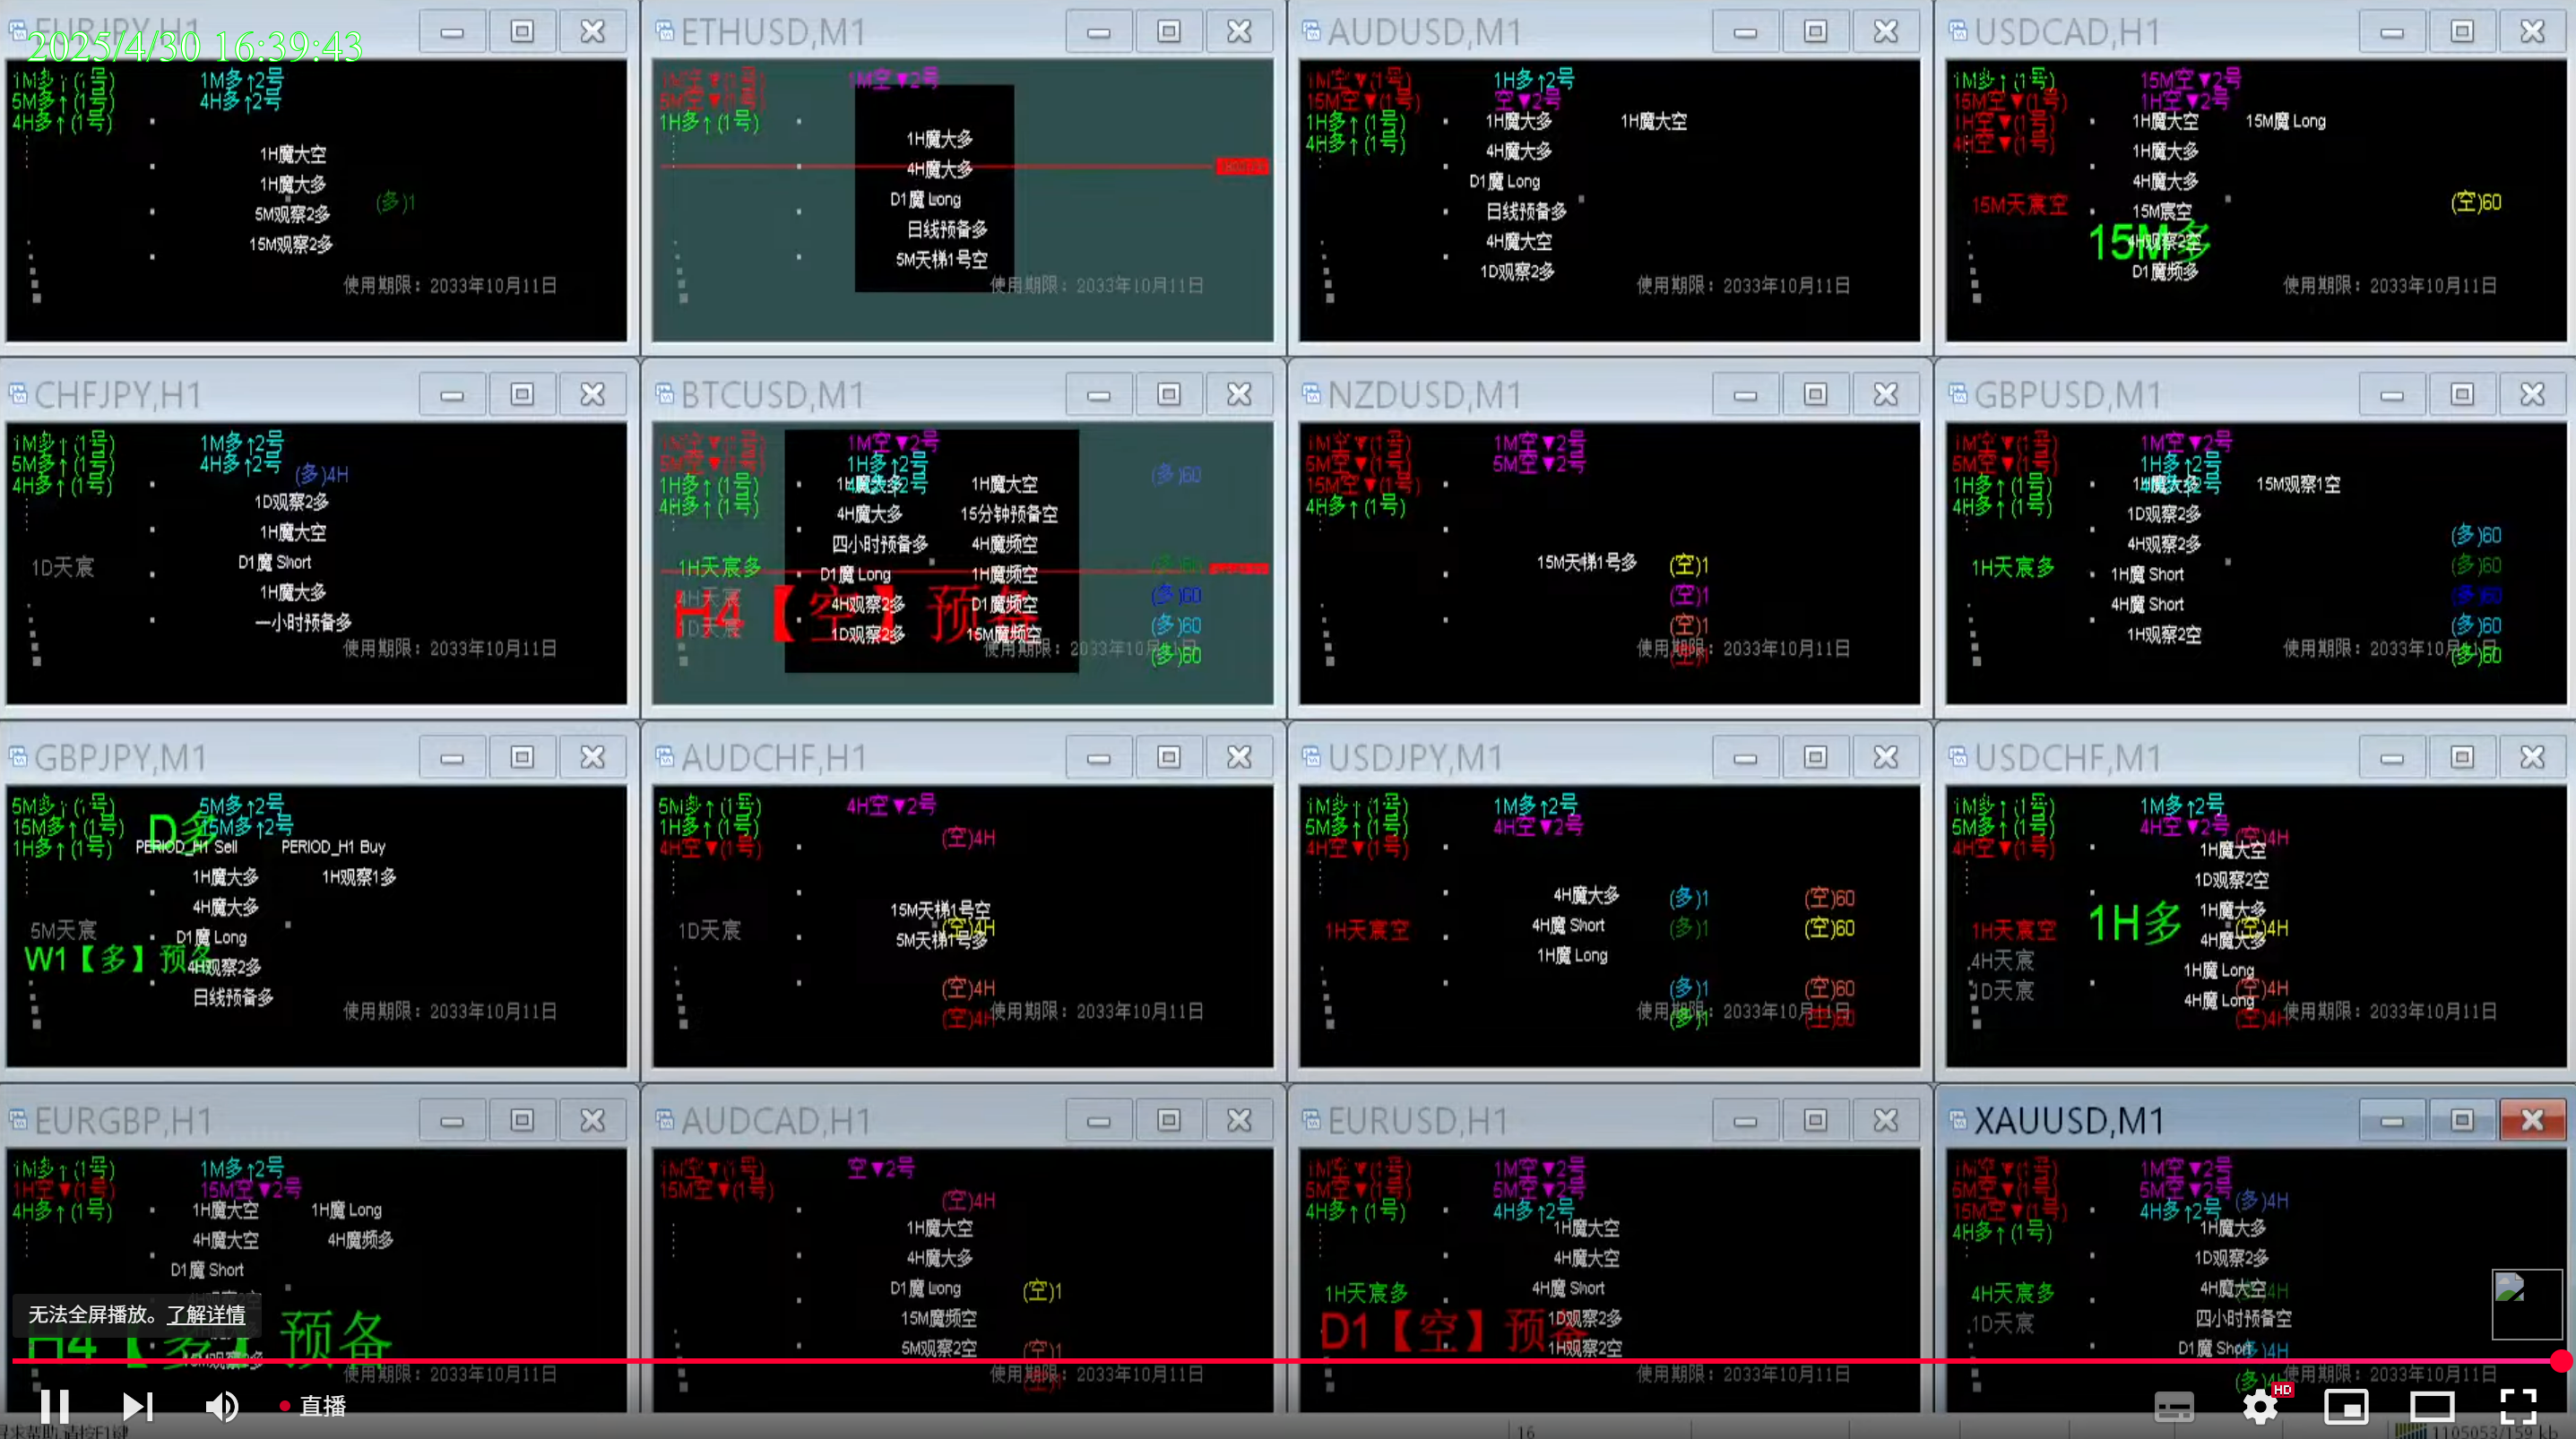 EURJPY,H1
2025/4/30 16:39:43
1M多↑(1号)
5M多↑(1号)
4H多↑(1号)
1M多↑2号
4H多↑2号
1H魔大空
1H魔大多
5M观察2多
15M观察2多
(多)1
使用期限：2033年10月11日
ETHUSD,M1
1M空▼(1号)
5M空▼(1号)
1H多↑(1号)
1M空▼2号
1H魔大多
4H魔大多
D1魔 Long
日线预备多
5M天梯1号空
使用期限：2033年10月11日
AUDUSD,M1
1M空▼(1号)
15M空▼(1号)
1H多↑(1号)
4H多↑(1号)
1H多↑2号
空▼2号
1H魔大多
1H魔大空
4H魔大多
D1魔 Long
日线预备多
4H魔大空
1D观察2多
使用期限：2033年10月11日
USDCAD,H1
1M多↑(1号)
15M空▼(1号)
1H空▼(1号)
4H空▼(1号)
15M空▼2号
1H空▼2号
1H魔大空
15M魔 Long
1H魔大多
4H魔大多
15M天宸空
15M宸空
(空)60
15M多
4H观察2空
D1魔频多
使用期限：2033年10月11日
CHFJPY,H1
1M多↑(1号)
5M多↑(1号)
4H多↑(1号)
1M多↑2号
4H多↑2号
(多)4H
1D观察2多
1H魔大空
1D天宸
D1魔 Short
1H魔大多
一小时预备多
使用期限：2033年10月11日
BTCUSD,M1
1M空▼(1号)
5M空▼(1号)
1H多↑(1号)
4H多↑(1号)
1M空▼2号
1H多↑2号
1H魔大多
1H魔大空
(多)60
4H魔大多
15分钟预备空
四小时预备多
4H魔频空
1H天宸多
D1魔 Long
1H魔频空
4H天宸
4H观察2多
D1魔频空
(多)60
H4【空】预备
1D天宸
1D观察2多
15M魔频空
(多)60
(多)60
使用期限：2033年10月11日
NZDUSD,M1
1M空▼(1号)
5M空▼(1号)
15M空▼(1号)
4H多↑(1号)
1M空▼2号
5M空▼2号
15M天梯1号多
(空)1
(空)1
(空)1
(空)1
使用期限：2033年10月11日
GBPUSD,M1
1M空▼(1号)
5M空▼(1号)
1H多↑(1号)
4H多↑(1号)
1M空▼2号
1H多↑2号
1H魔大多
15M观察1空
1D观察2多
4H观察2多
1H天宸多
1H魔 Short
4H魔 Short
1H观察2空
(多)60
(多)60
(多)60
(多)60
(多)60
使用期限：2033年10月11日
GBPJPY,M1
5M多↑(1号)
15M多↑(1号)
1H多↑(1号)
5M多↑2号
15M多↑2号
D多
PERIOD_H1 Sell
PERIOD_H1 Buy
1H魔大多
1H观察1多
4H魔大多
5M天宸
D1魔 Long
W1【多】预备
4H观察2多
日线预备多
使用期限：2033年10月11日
AUDCHF,H1
5M多↑(1号)
1H多↑(1号)
4H空▼(1号)
4H空▼2号
(空)4H
15M天梯1号空
(空)4H
1D天宸
5M天梯1号多
(空)4H
(空)4H
使用期限：2033年10月11日
USDJPY,M1
1M多↑(1号)
5M多↑(1号)
4H空▼(1号)
1M多↑2号
4H空▼2号
4H魔大多
(多)1
(空)60
1H天宸空
4H魔 Short
(多)1
(空)60
1H魔 Long
(多)1
(空)60
(多)1
(空)60
使用期限：2033年10月11日
USDCHF,M1
1M多↑(1号)
5M多↑(1号)
4H空▼(1号)
1M多↑2号
4H空▼2号
(空)4H
1H魔大空
1D观察2空
1H魔大多
1H多
1H天宸空
(空)4H
4H魔大多
4H天宸
1H魔 Long
1D天宸
(空)4H
4H魔 Long
(空)4H
使用期限：2033年10月11日
EURGBP,H1
1M多↑(1号)
1H空▼(1号)
4H多↑(1号)
1M多↑2号
15M空▼2号
1H魔大空
1H魔 Long
4H魔大空
4H魔频多
D1魔 Short
H4【多】预备
使用期限：2033年10月11日
AUDCAD,H1
1M空▼(1号)
15M空▼(1号)
空▼2号
(空)4H
1H魔大空
4H魔大多
D1魔 Long
(空)1
15M魔频空
5M观察2空
(空)1
使用期限：2033年10月11日
EURUSD,H1
1M空▼(1号)
5M空▼(1号)
4H多↑(1号)
1M空▼2号
5M空▼2号
4H多↑2号
1H魔大空
4H魔大空
1H天宸多
4H魔 Short
D1【空】预备
1D观察2多
1H观察2空
使用期限：2033年10月11日
XAUUSD,M1
1M空▼(1号)
5M空▼(1号)
15M空▼(1号)
4H多↑(1号)
1M空▼2号
5M空▼2号
4H多↑2号
(多)4H
1H魔大多
1D观察2多
4H天宸多
4H魔大空
1D天宸
四小时预备空
D1魔 Short
(多)4H
使用期限：2033年10月11日
无法全屏播放。了解详情
直播
HD
16
1105053/159 kb